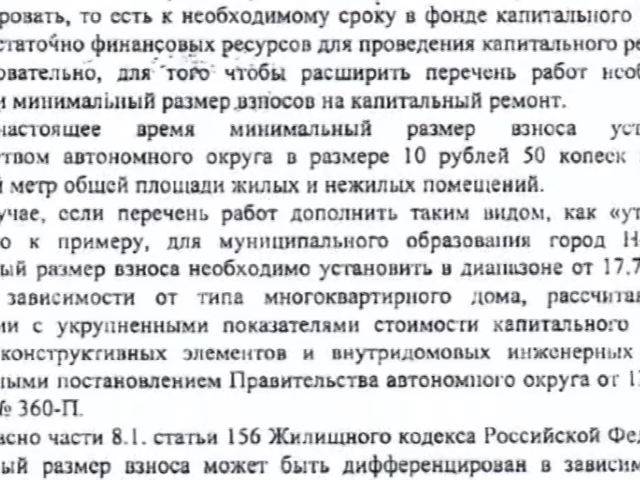 ровать, то есть к необходимому сроку в фонде капитального
статочно финансовых ресурсов для проведения капитального ре
овательно, для того чтобы расширить перечень работ необ
и минимальный размер взносов на капитальный ремонт.
настоящее время минимальный размер взноса уст
ством автономного округа в размере 10 рублей 50 копеек
й метр общей площади жилых и нежилых помещений.
учае, если перечень работ дополнить таким видом, как «ут
о к примеру, для муниципального образования город Н
ый размер взноса необходимо установить в диапазоне от 17.7
зависимости от типа многоквартирного дома, рассчита
ии с укрупненными показателями стоимости капитального
конструктивных элементов и внутридомовых инженерных
ными постановлением Правительства автономного округа от 1
№ 360-П.
асно части 8.1. статьи 156 Жилищного кодекса Российской Фед
ый размер взноса может быть дифференцирован в зависим